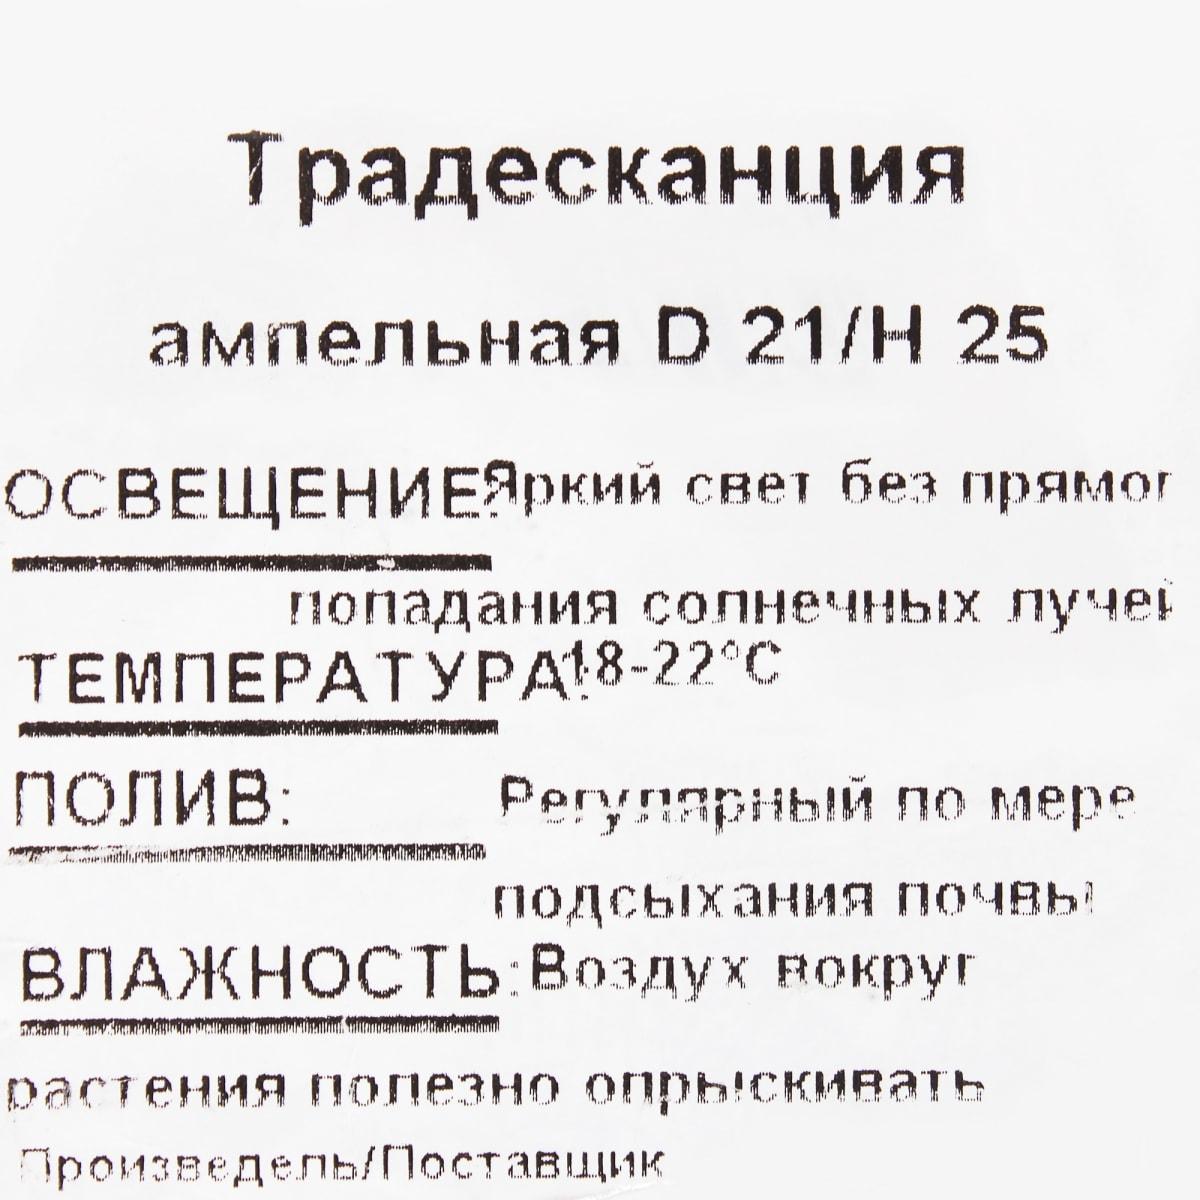 Традесканция
ампельная D 21/H 25
ОСВЕЩЕНИЕ: Яркий свет без прямог
попадания солнечных лучей
ТЕМПЕРАТУРА: 18-22°C
ПОЛИВ: Регулярный по мере
подсыхания почвы
ВЛАЖНОСТЬ: Воздух вокруг
растения полезно опрыскивать
Произведель/Поставщик